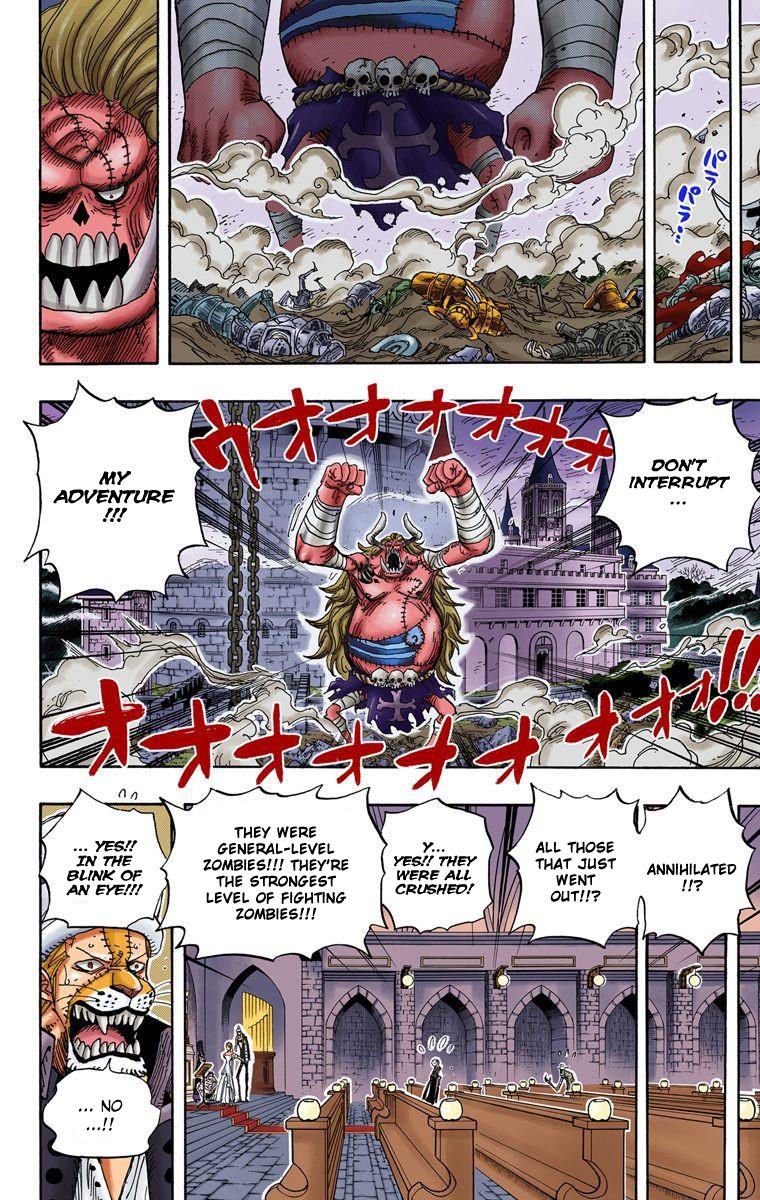 パラ
パラ…
DON'T
INTERRUPT
...
MY
ADVENTURE
!!!
ウオオオオオオオ
オオオオオオオオオオオ!!!
ANNIHILATED
!!?
ALL THOSE
THAT JUST
WENT
OUT!!?
Y...
YES!! THEY
WERE ALL
CRUSHED!
THEY WERE
GENERAL-LEVEL
ZOMBIES!!! THEY'RE
THE STRONGEST
LEVEL OF FIGHTING
ZOMBIES!!!
... YES!!
IN THE
BLINK OF
AN EYE!!!
... NO
...!!